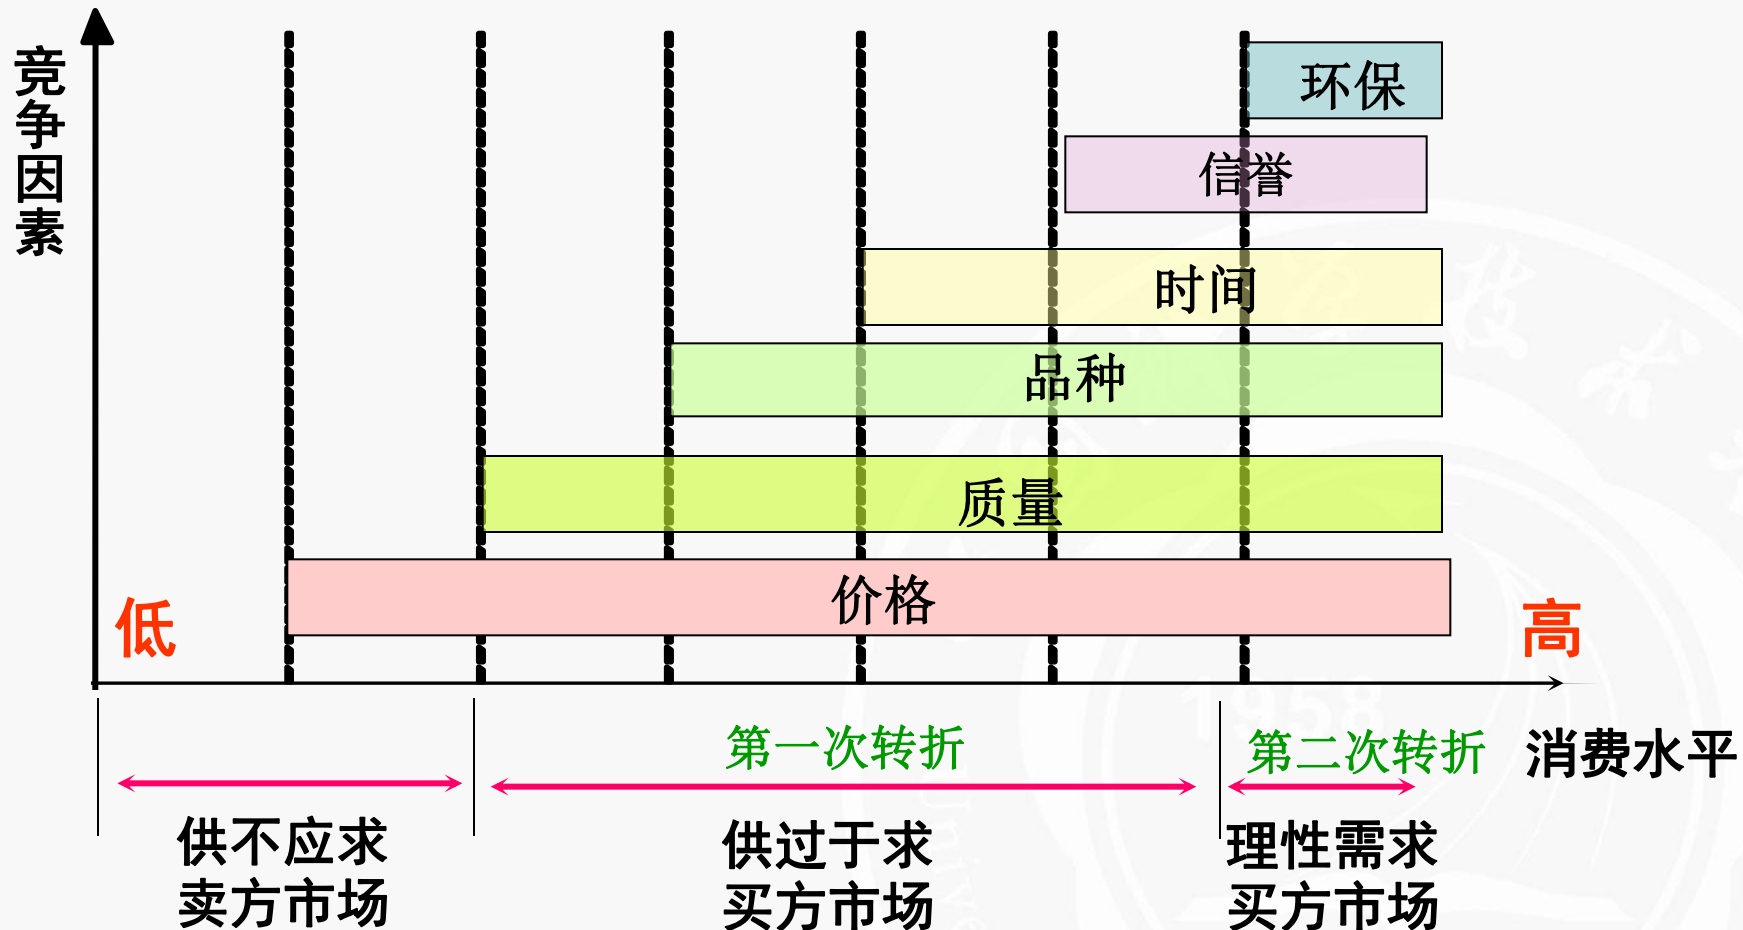 竞争因素
环保
信誉
时间
品种
质量
价格
低
高
第一次转折
第二次转折
消费水平
供不应求
卖方市场
供过于求
买方市场
理性需求
买方市场
1958